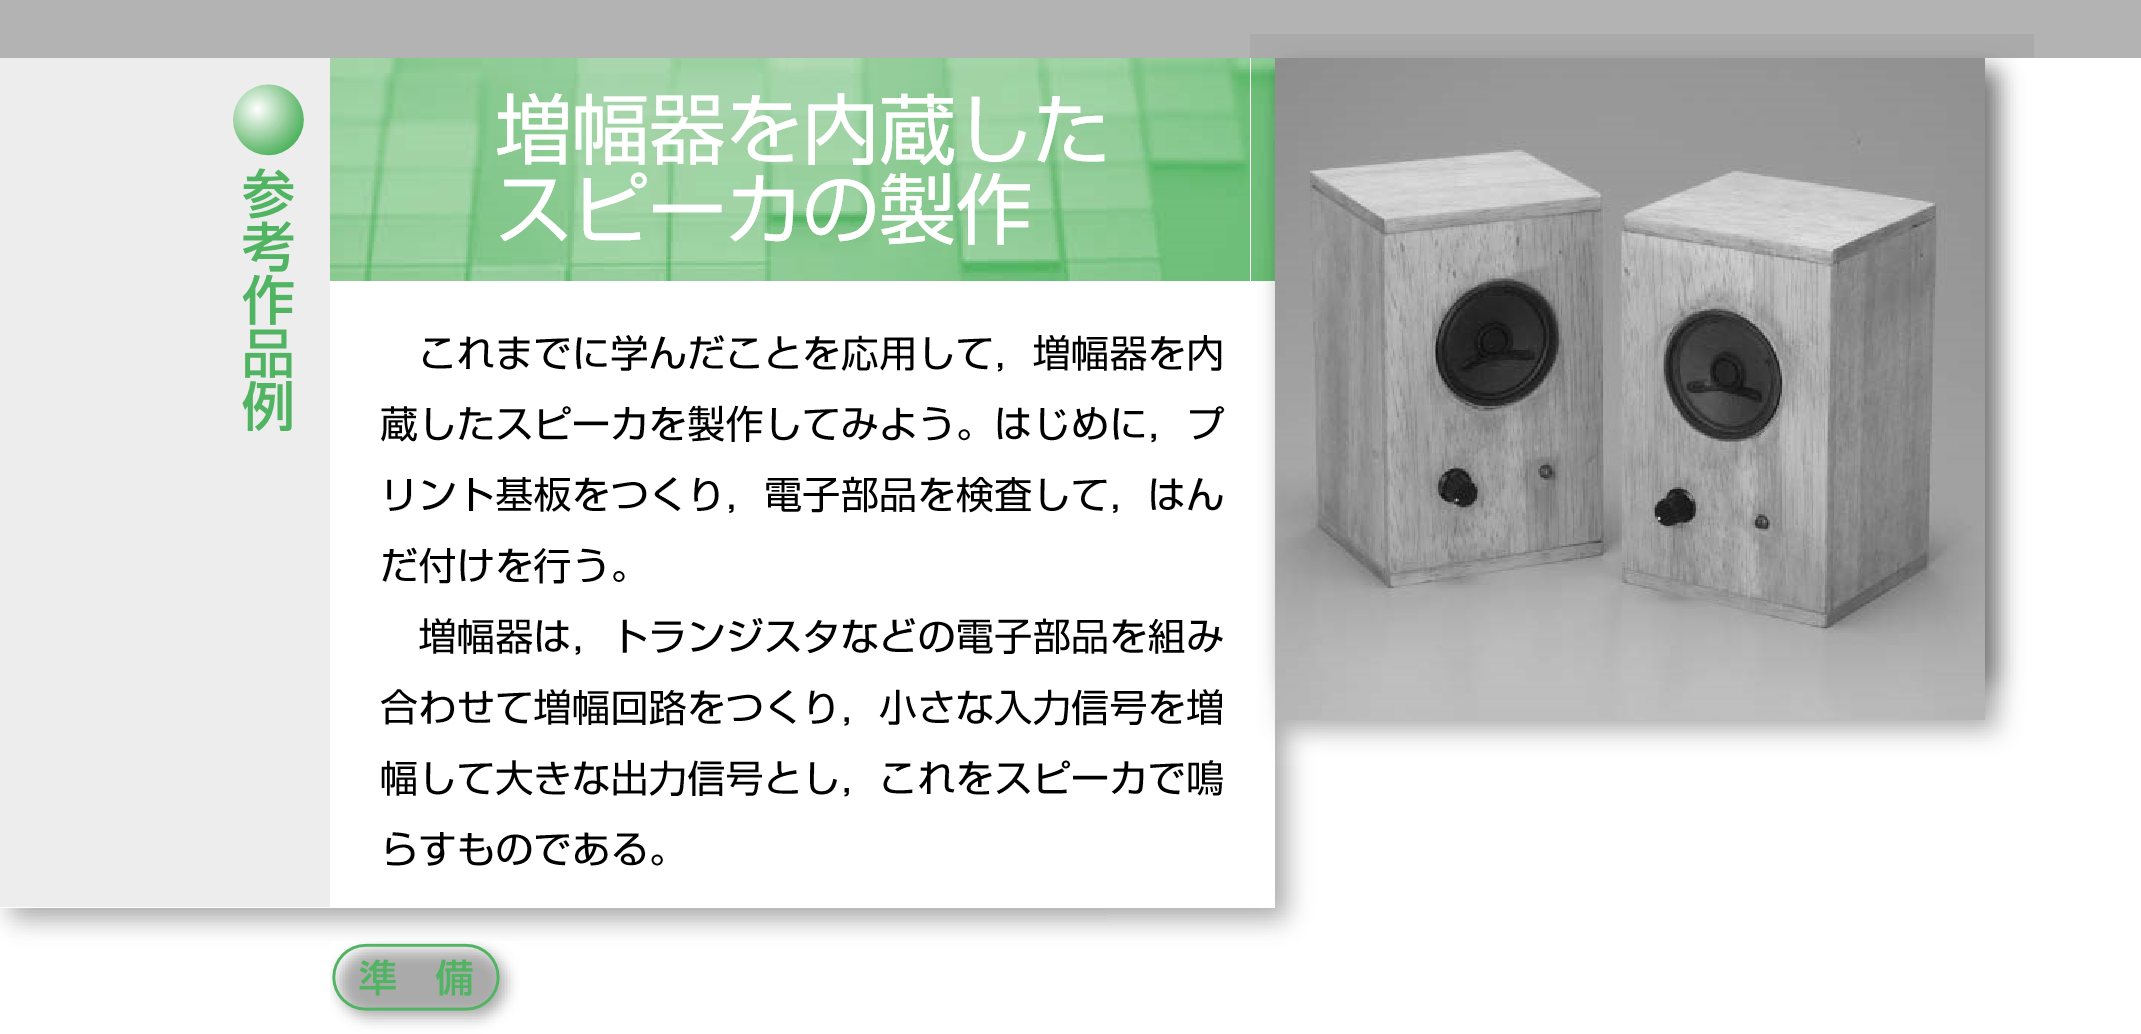 参考作品例
増幅器を内蔵した
スピーカの製作
　これまでに学んだことを応用して，増幅器を内
蔵したスピーカを製作してみよう。はじめに，プ
リント基板をつくり，電子部品を検査して，はん
だ付けを行う。
　増幅器は，トランジスタなどの電子部品を組み
合わせて増幅回路をつくり，小さな入力信号を増
幅して大きな出力信号とし，これをスピーカで鳴
らすものである。
準　備